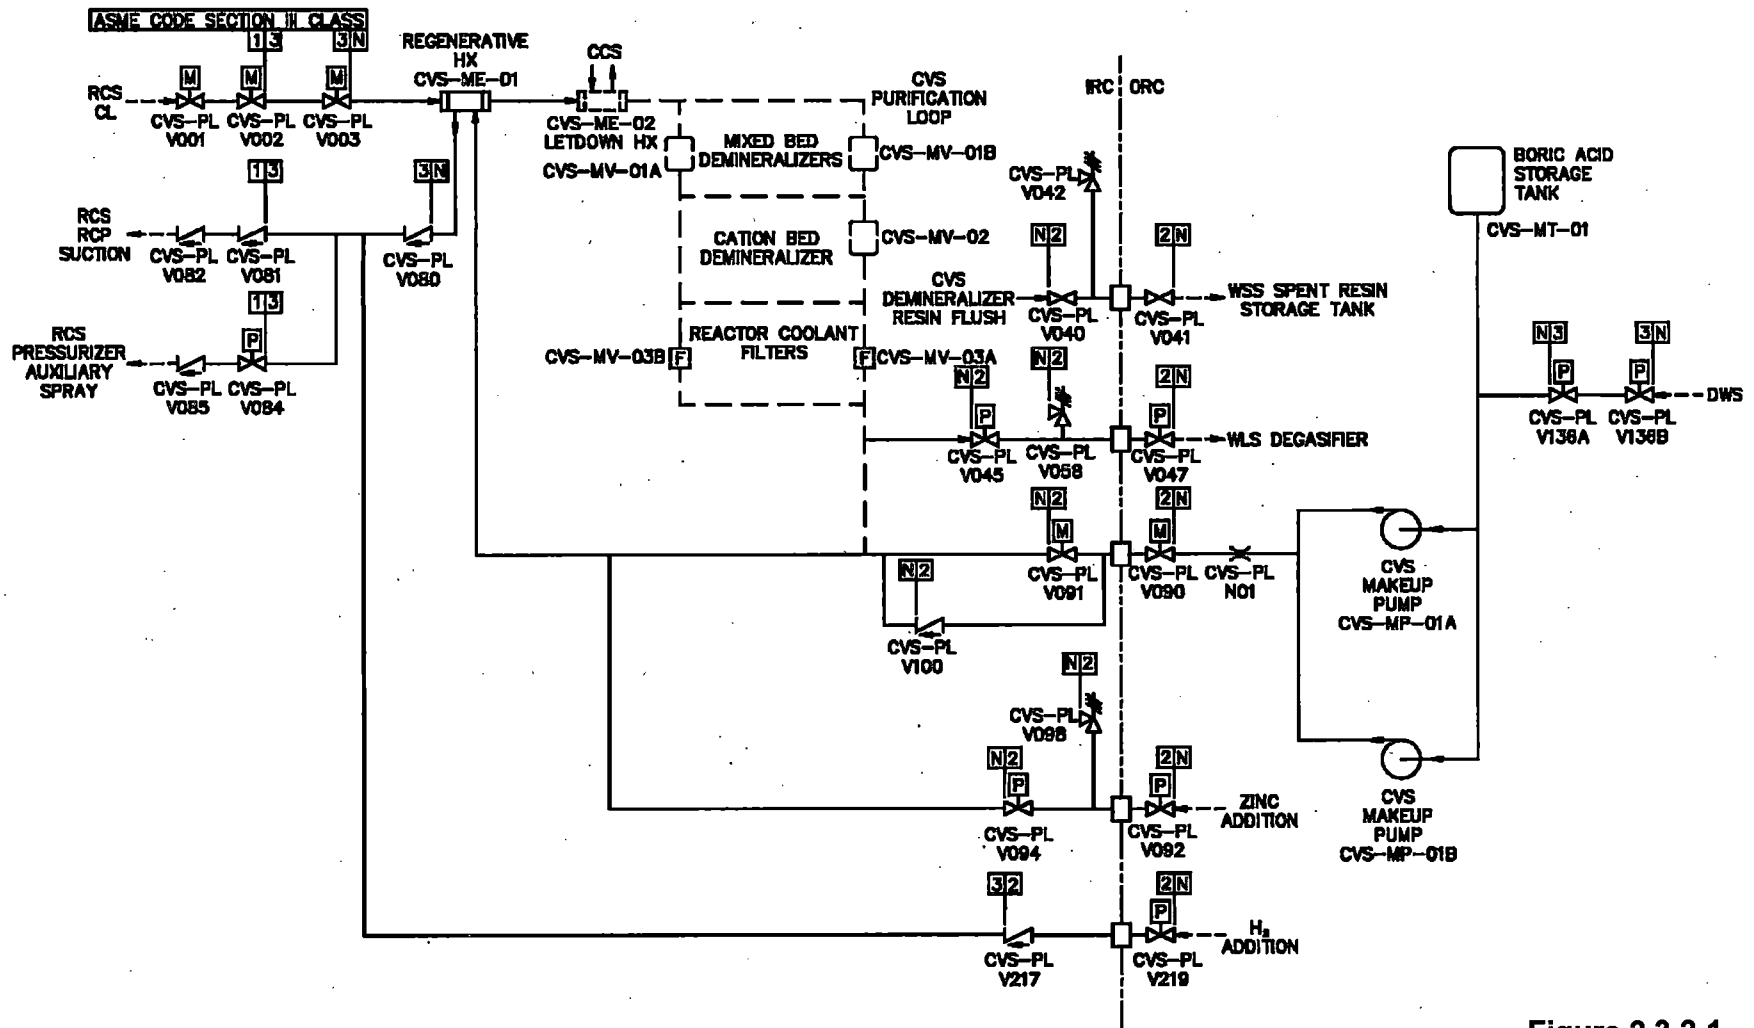 ASME CODE SECTION III CLASS
1 3
3 N
REGENERATIVE
HX
CVS-ME-01
CCS
RCS
CL
M
M
M
CVS-PL
V001
CVS-PL
V002
CVS-PL
V003
CVS-ME-02
LETDOWN HX
CVS
PURIFICATION
LOOP
IRC
ORC
CVS-MV-01A
MIXED BED
DEMINERALIZERS
CVS-MV-01B
BORIC ACID
STORAGE
TANK
CVS-MT-01
1 3
3 N
CVS-PL
V042
RCS
RCP
SUCTION
CVS-PL
V082
CVS-PL
V081
CVS-PL
V080
CATION BED
DEMINERALIZER
CVS-MV-02
N 2
2 N
CVS
DEMINERALIZER
RESIN FLUSH
CVS-PL
V040
CVS-PL
V041
WSS SPENT RESIN
STORAGE TANK
1 3
P
RCS
PRESSURIZER
AUXILIARY
SPRAY
CVS-PL
V085
CVS-PL
V084
CVS-MV-03B
F
REACTOR COOLANT
FILTERS
F
CVS-MV-03A
N 2
N 2
2 N
P
P
CVS-PL
V045
CVS-PL
V058
CVS-PL
V047
WLS DEGASIFIER
N 3
3 N
P
P
CVS-PL
V136A
CVS-PL
V136B
DWS
N 2
2 N
M
M
CVS-PL
V091
CVS-PL
V090
CVS-PL
N01
CVS
MAKEUP
PUMP
CVS-MP-01A
N 2
CVS-PL
V100
N 2
CVS-PL
V098
N 2
2 N
P
P
CVS-PL
V094
CVS-PL
V092
ZINC
ADDITION
CVS
MAKEUP
PUMP
CVS-MP-01B
3 2
2 N
P
CVS-PL
V217
CVS-PL
V219
H₂
ADDITION
Figure 2.3.2-1